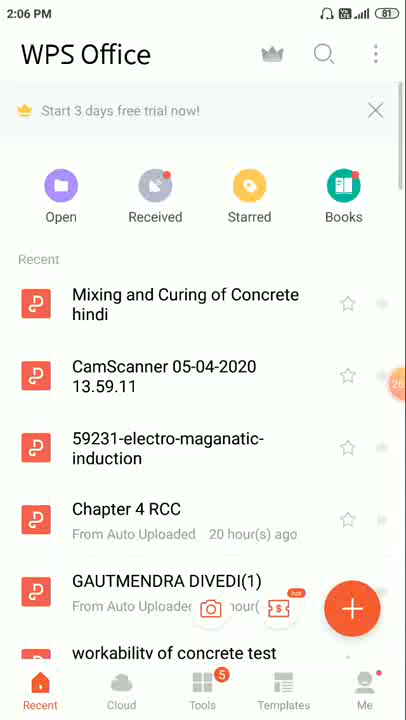 2:06 PM
81
WPS Office
Start 3 days free trial now!
Open Received Starred Books
Recent
Mixing and Curing of Concrete
hindi
CamScanner 05-04-2020
13.59.11
59231-electro-maganatic-
induction
26
Chapter 4 RCC
From Auto Uploaded 20 hour(s) ago
GAUTMENDRA DIVEDI(1)
From Auto Uploaded
hot
workability of concrete test
5
Recent Cloud Tools Templates Me